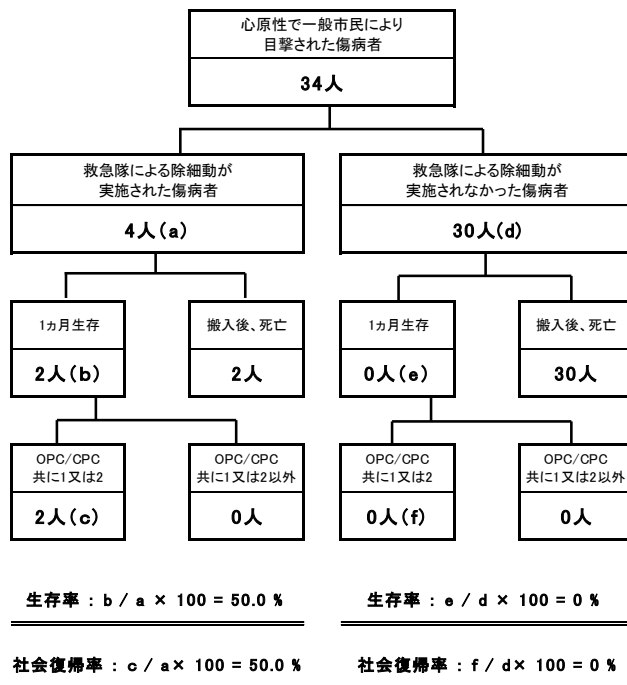 心原性で一般市民により
目撃された傷病者
34人
救急隊による除細動が
実施された傷病者
4人(a)
救急隊による除細動が
実施されなかった傷病者
30人(d)
1ヵ月生存
2人(b)
搬入後、死亡
2人
1ヵ月生存
0人(e)
搬入後、死亡
30人
OPC/CPC
共に1又は2
2人(c)
OPC/CPC
共に1又は2以外
0人
OPC/CPC
共に1又は2
0人(f)
OPC/CPC
共に1又は2以外
0人
生存率 : b / a × 100 = 50.0 %
生存率 : e / d × 100 = 0 %
社会復帰率 : c / a× 100 = 50.0 %
社会復帰率 : f / d× 100 = 0 %